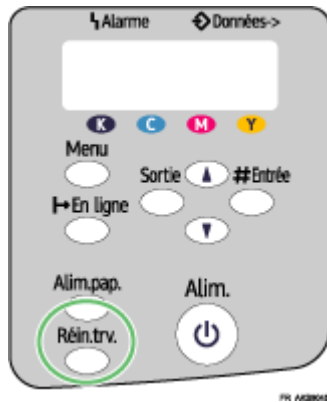 Alarme Données->
K C M Y
Menu
Sortie #Entrée
En ligne
Alim.pap. Alim.
Réin.trv.